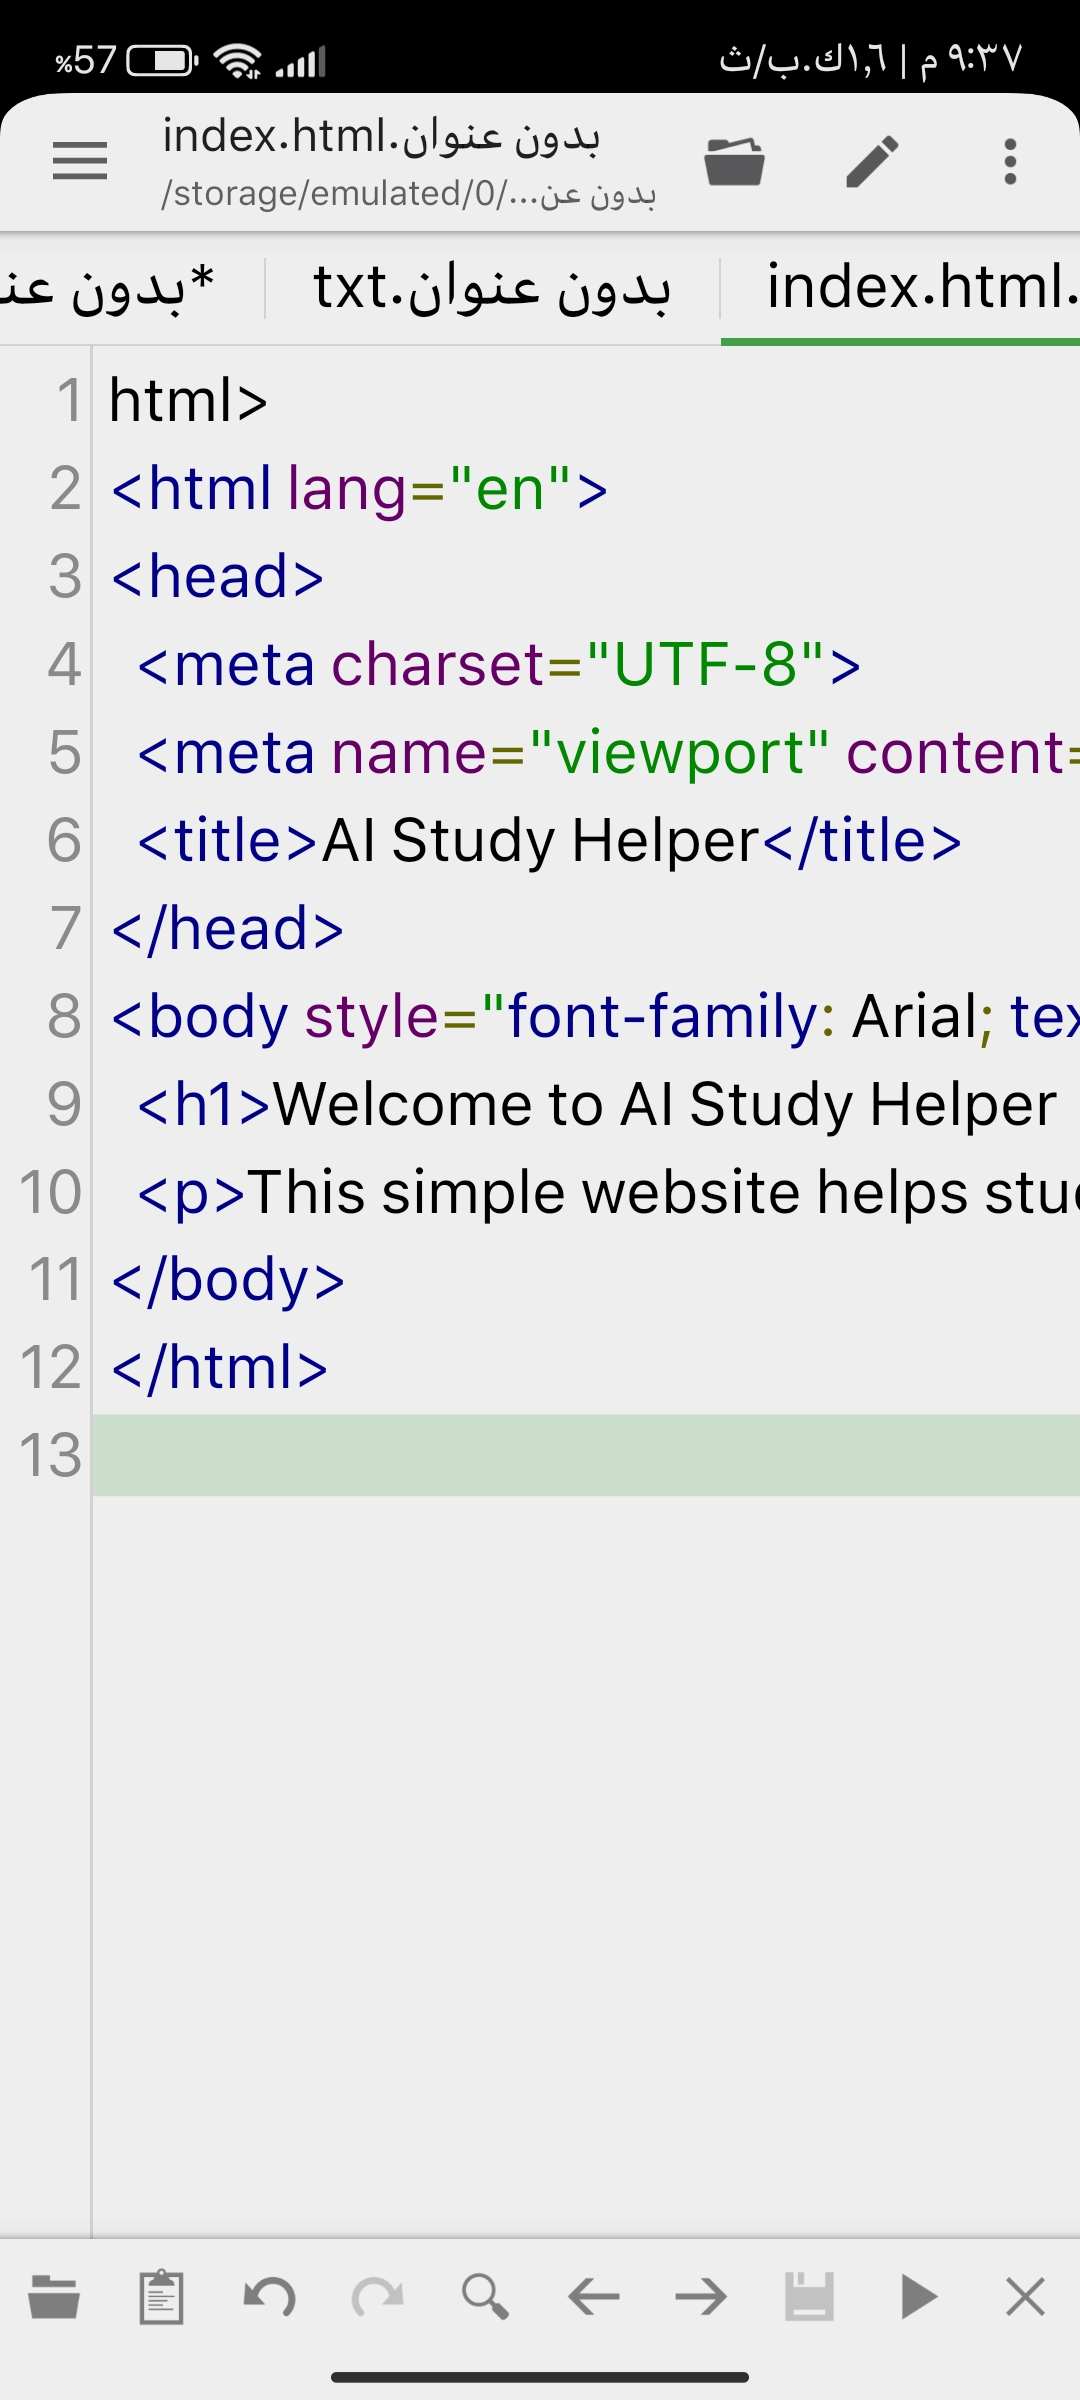 %57
٩:٣٧ م | ١,٦ك.ب/ث
index.html.بدون عنوان
/storage/emulated/0/...بدون عن
*بدون عن
بدون عنوان.txt
index.html.
1 html>
2 <html lang="en">
3 <head>
4 <meta charset="UTF-8">
5 <meta name="viewport" content=
6 <title>AI Study Helper</title>
7 </head>
8 <body style="font-family: Arial; tex
9 <h1>Welcome to AI Study Helper
10 <p>This simple website helps stud
11 </body>
12 </html>
13